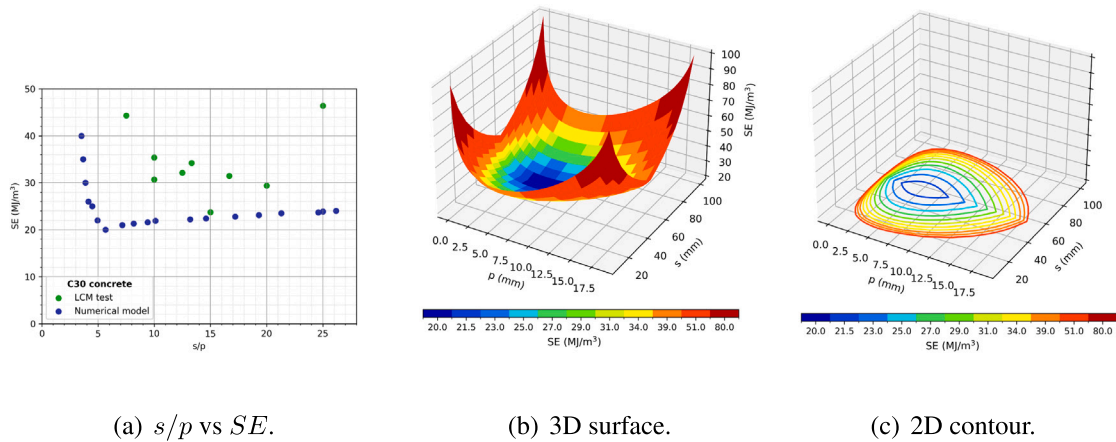 50
40
30
20
10
0
SE (MJ/m³)
C30 concrete
LCM test
Numerical model
0 5 10 15 20 25
s/p
100
90
80
70
60
50
40
30
20
SE (MJ/m³)
0.0 2.5 5.0 7.5 10.0 12.5 15.0 17.5
p (mm)
20 40 60 80 100
s (mm)
20.0 21.5 23.0 25.0 27.0 29.0 31.0 34.0 39.0 51.0 80.0
SE (MJ/m³)
0.0 2.5 5.0 7.5 10.0 12.5 15.0 17.5
p (mm)
20 40 60 80 100
s (mm)
20.0 21.5 23.0 25.0 27.0 29.0 31.0 34.0 39.0 51.0 80.0
SE (MJ/m³)
(a) s/p vs SE.
(b) 3D surface.
(c) 2D contour.